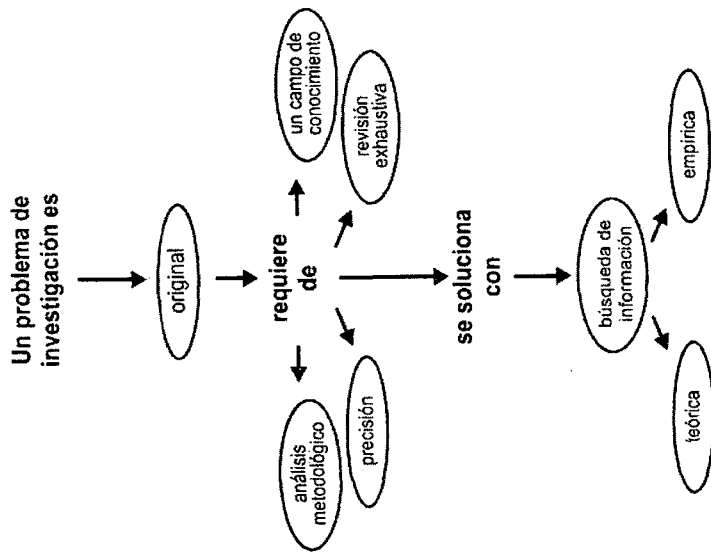 Un problema de
investigación es
original
requiere
de
un campo de
conocimiento
revisión
exhaustiva
análisis
metodológico
precisión
se soluciona
con
búsqueda de
información
teórica
empírica